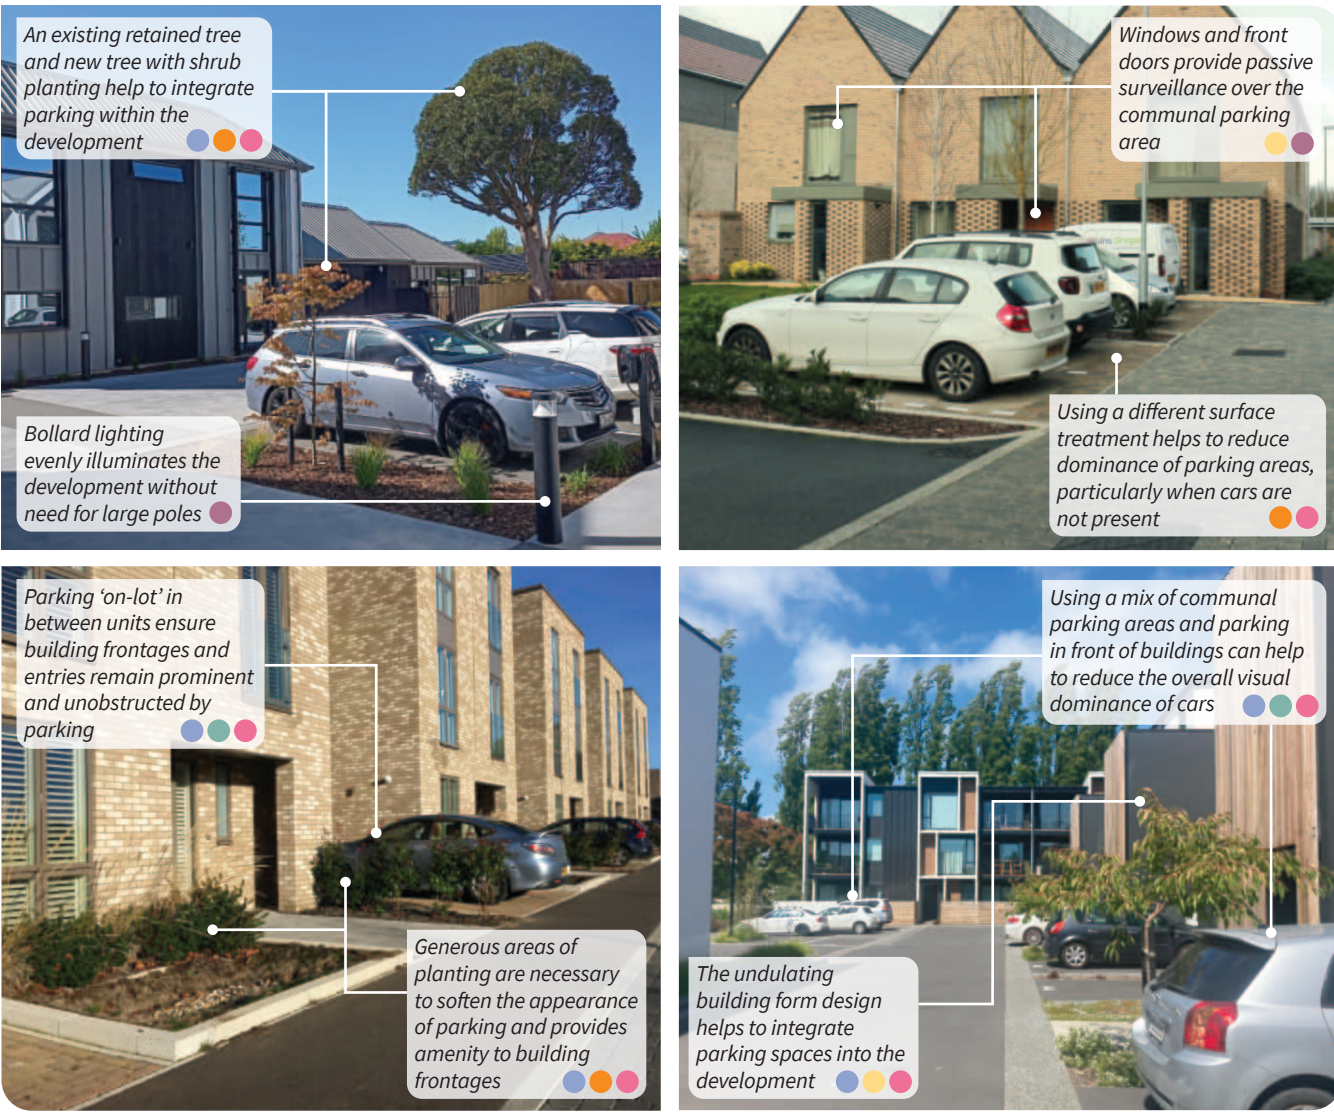 An existing retained tree
and new tree with shrub
planting help to integrate
parking within the
development
Bollard lighting
evenly illuminates the
development without
need for large poles
Windows and front
doors provide passive
surveillance over the
communal parking
area
Using a different surface
treatment helps to reduce
dominance of parking areas,
particularly when cars are
not present
Parking ‘on-lot’ in
between units ensure
building frontages and
entries remain prominent
and unobstructed by
parking
Generous areas of
planting are necessary
to soften the appearance
of parking and provides
amenity to building
frontages
Using a mix of communal
parking areas and parking
in front of buildings can help
to reduce the overall visual
dominance of cars
The undulating
building form design
helps to integrate
parking spaces into the
development